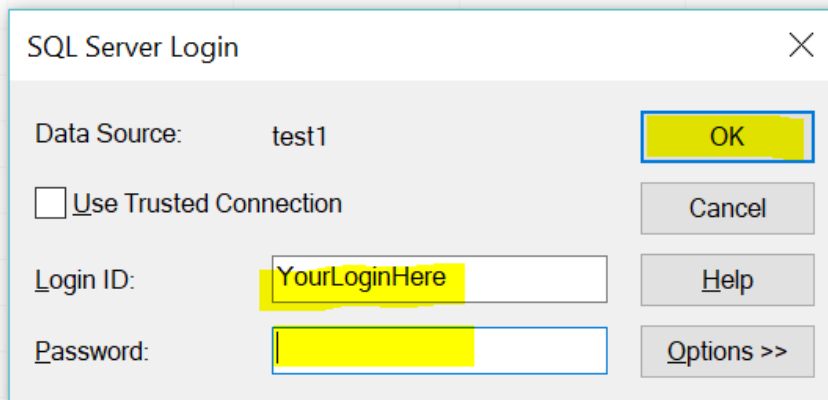 SQL Server Login
Data Source: test1 OK
Use Trusted Connection Cancel
Login ID: YourLoginHere Help
Password: Options >>